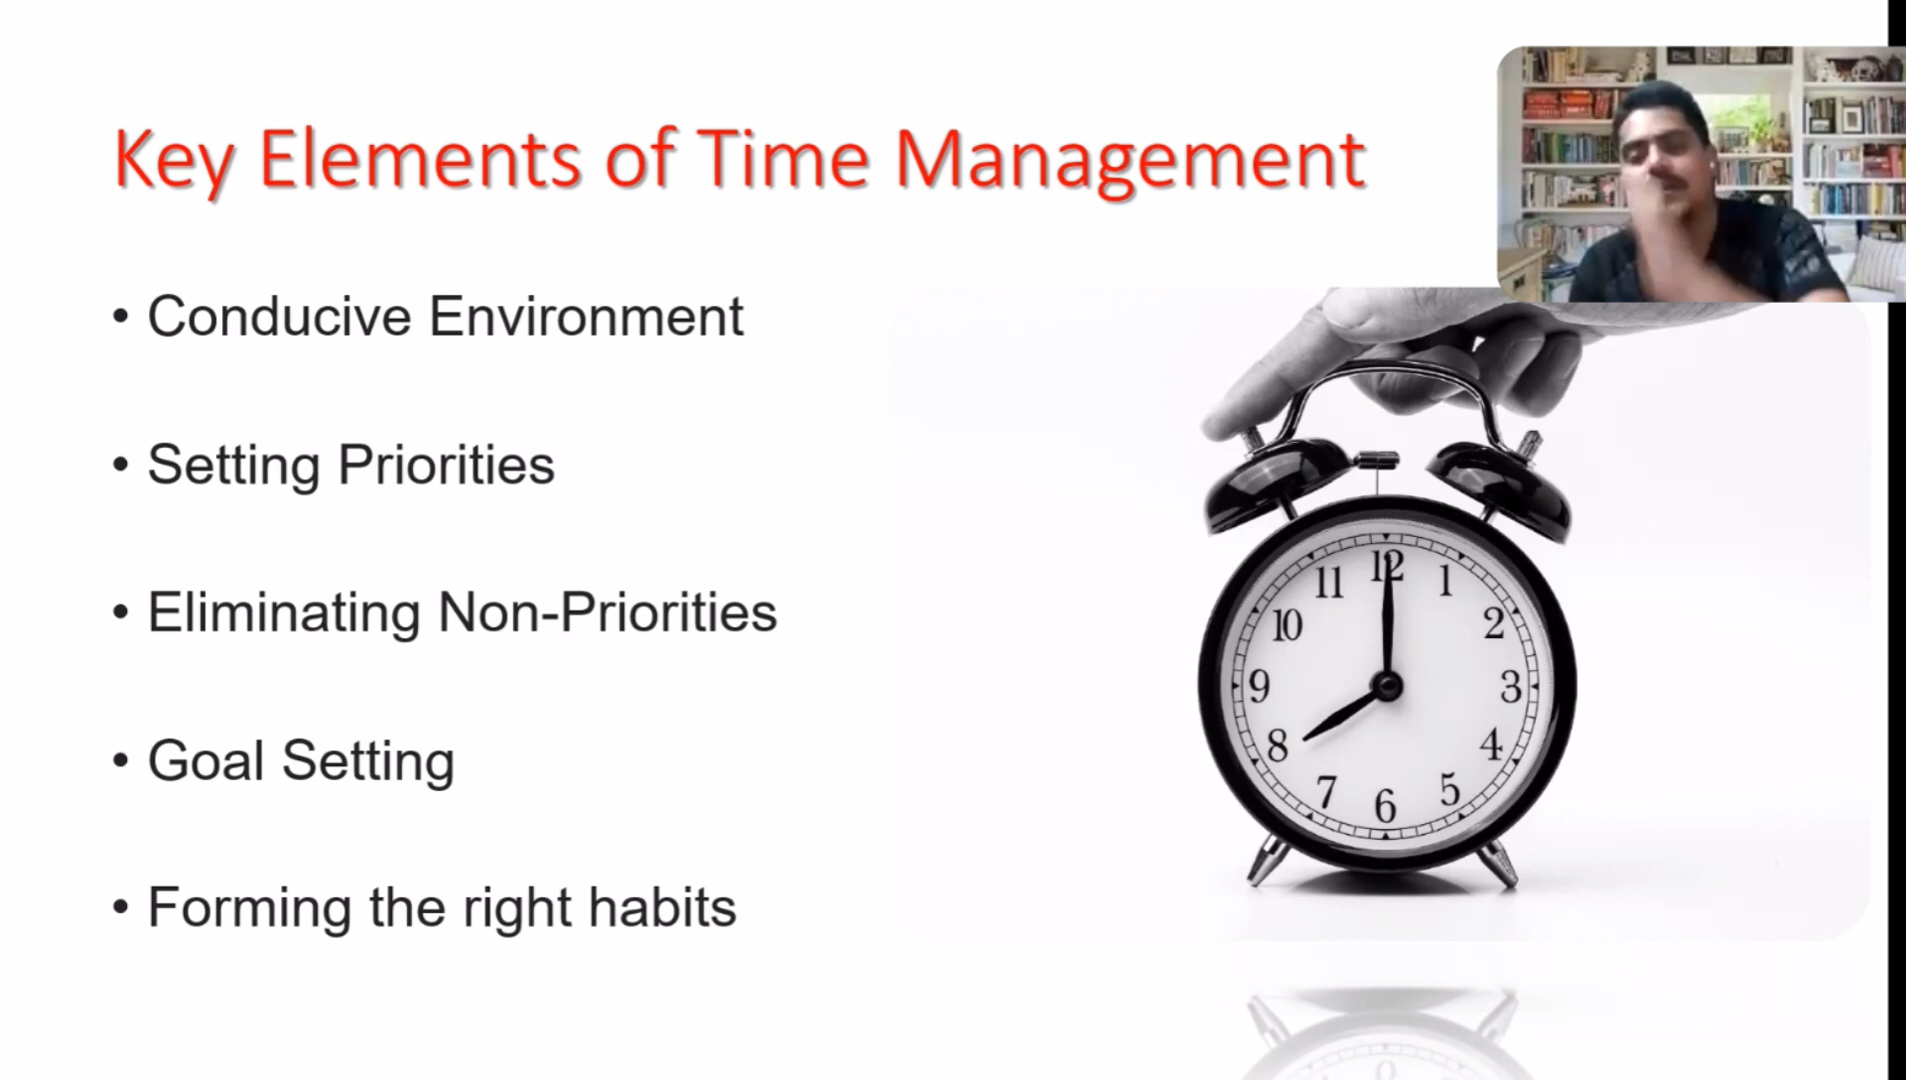 Key Elements of Time Management
• Conducive Environment
• Setting Priorities
• Eliminating Non-Priorities
• Goal Setting
• Forming the right habits
11 12 1
10 2
9 3
8 4
7 6 5